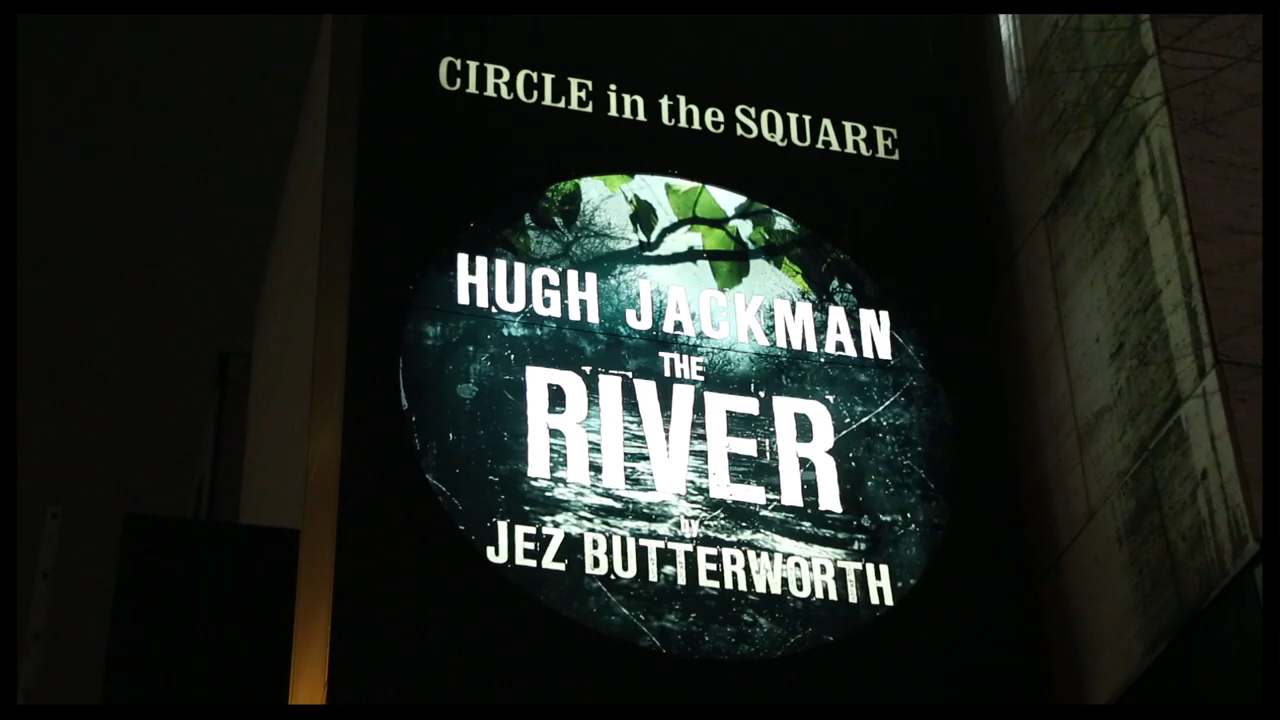 CIRCLE in the SQUARE
HUGH JACKMAN
THE
RIVER
by
JEZ BUTTERWORTH